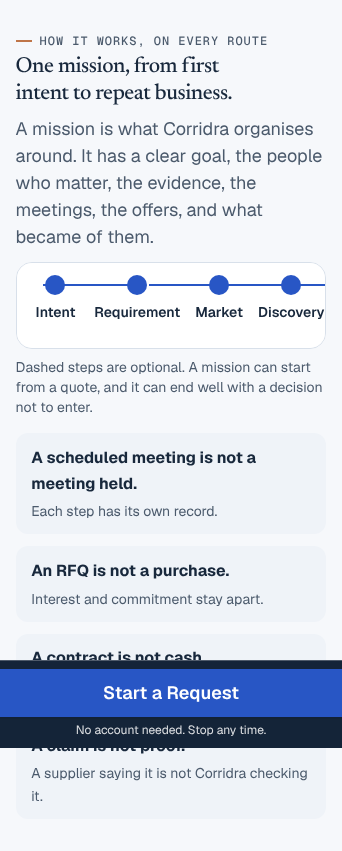 HOW IT WORKS, ON EVERY ROUTE
One mission, from first
intent to repeat business.
A mission is what Corridra organises
around. It has a clear goal, the people
who matter, the evidence, the
meetings, the offers, and what
became of them.
Intent Requirement Market Discovery
Dashed steps are optional. A mission can start
from a quote, and it can end well with a decision
not to enter.
A scheduled meeting is not a
meeting held.
Each step has its own record.
An RFQ is not a purchase.
Interest and commitment stay apart.
A contract is not cash
Start a Request
No account needed. Stop any time.
A claim is not proof.
A supplier saying it is not Corridra checking
it.